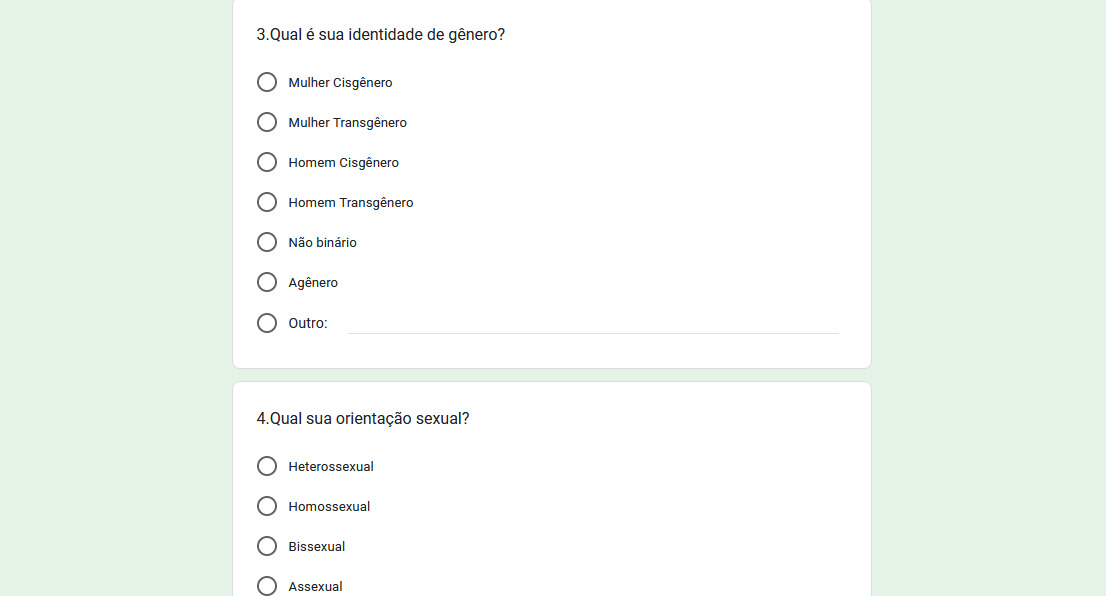 3.Qual é sua identidade de gênero?
Mulher Cisgênero
Mulher Transgênero
Homem Cisgênero
Homem Transgênero
Não binário
Agênero
Outro:
4.Qual sua orientação sexual?
Heterossexual
Homossexual
Bissexual
Assexual